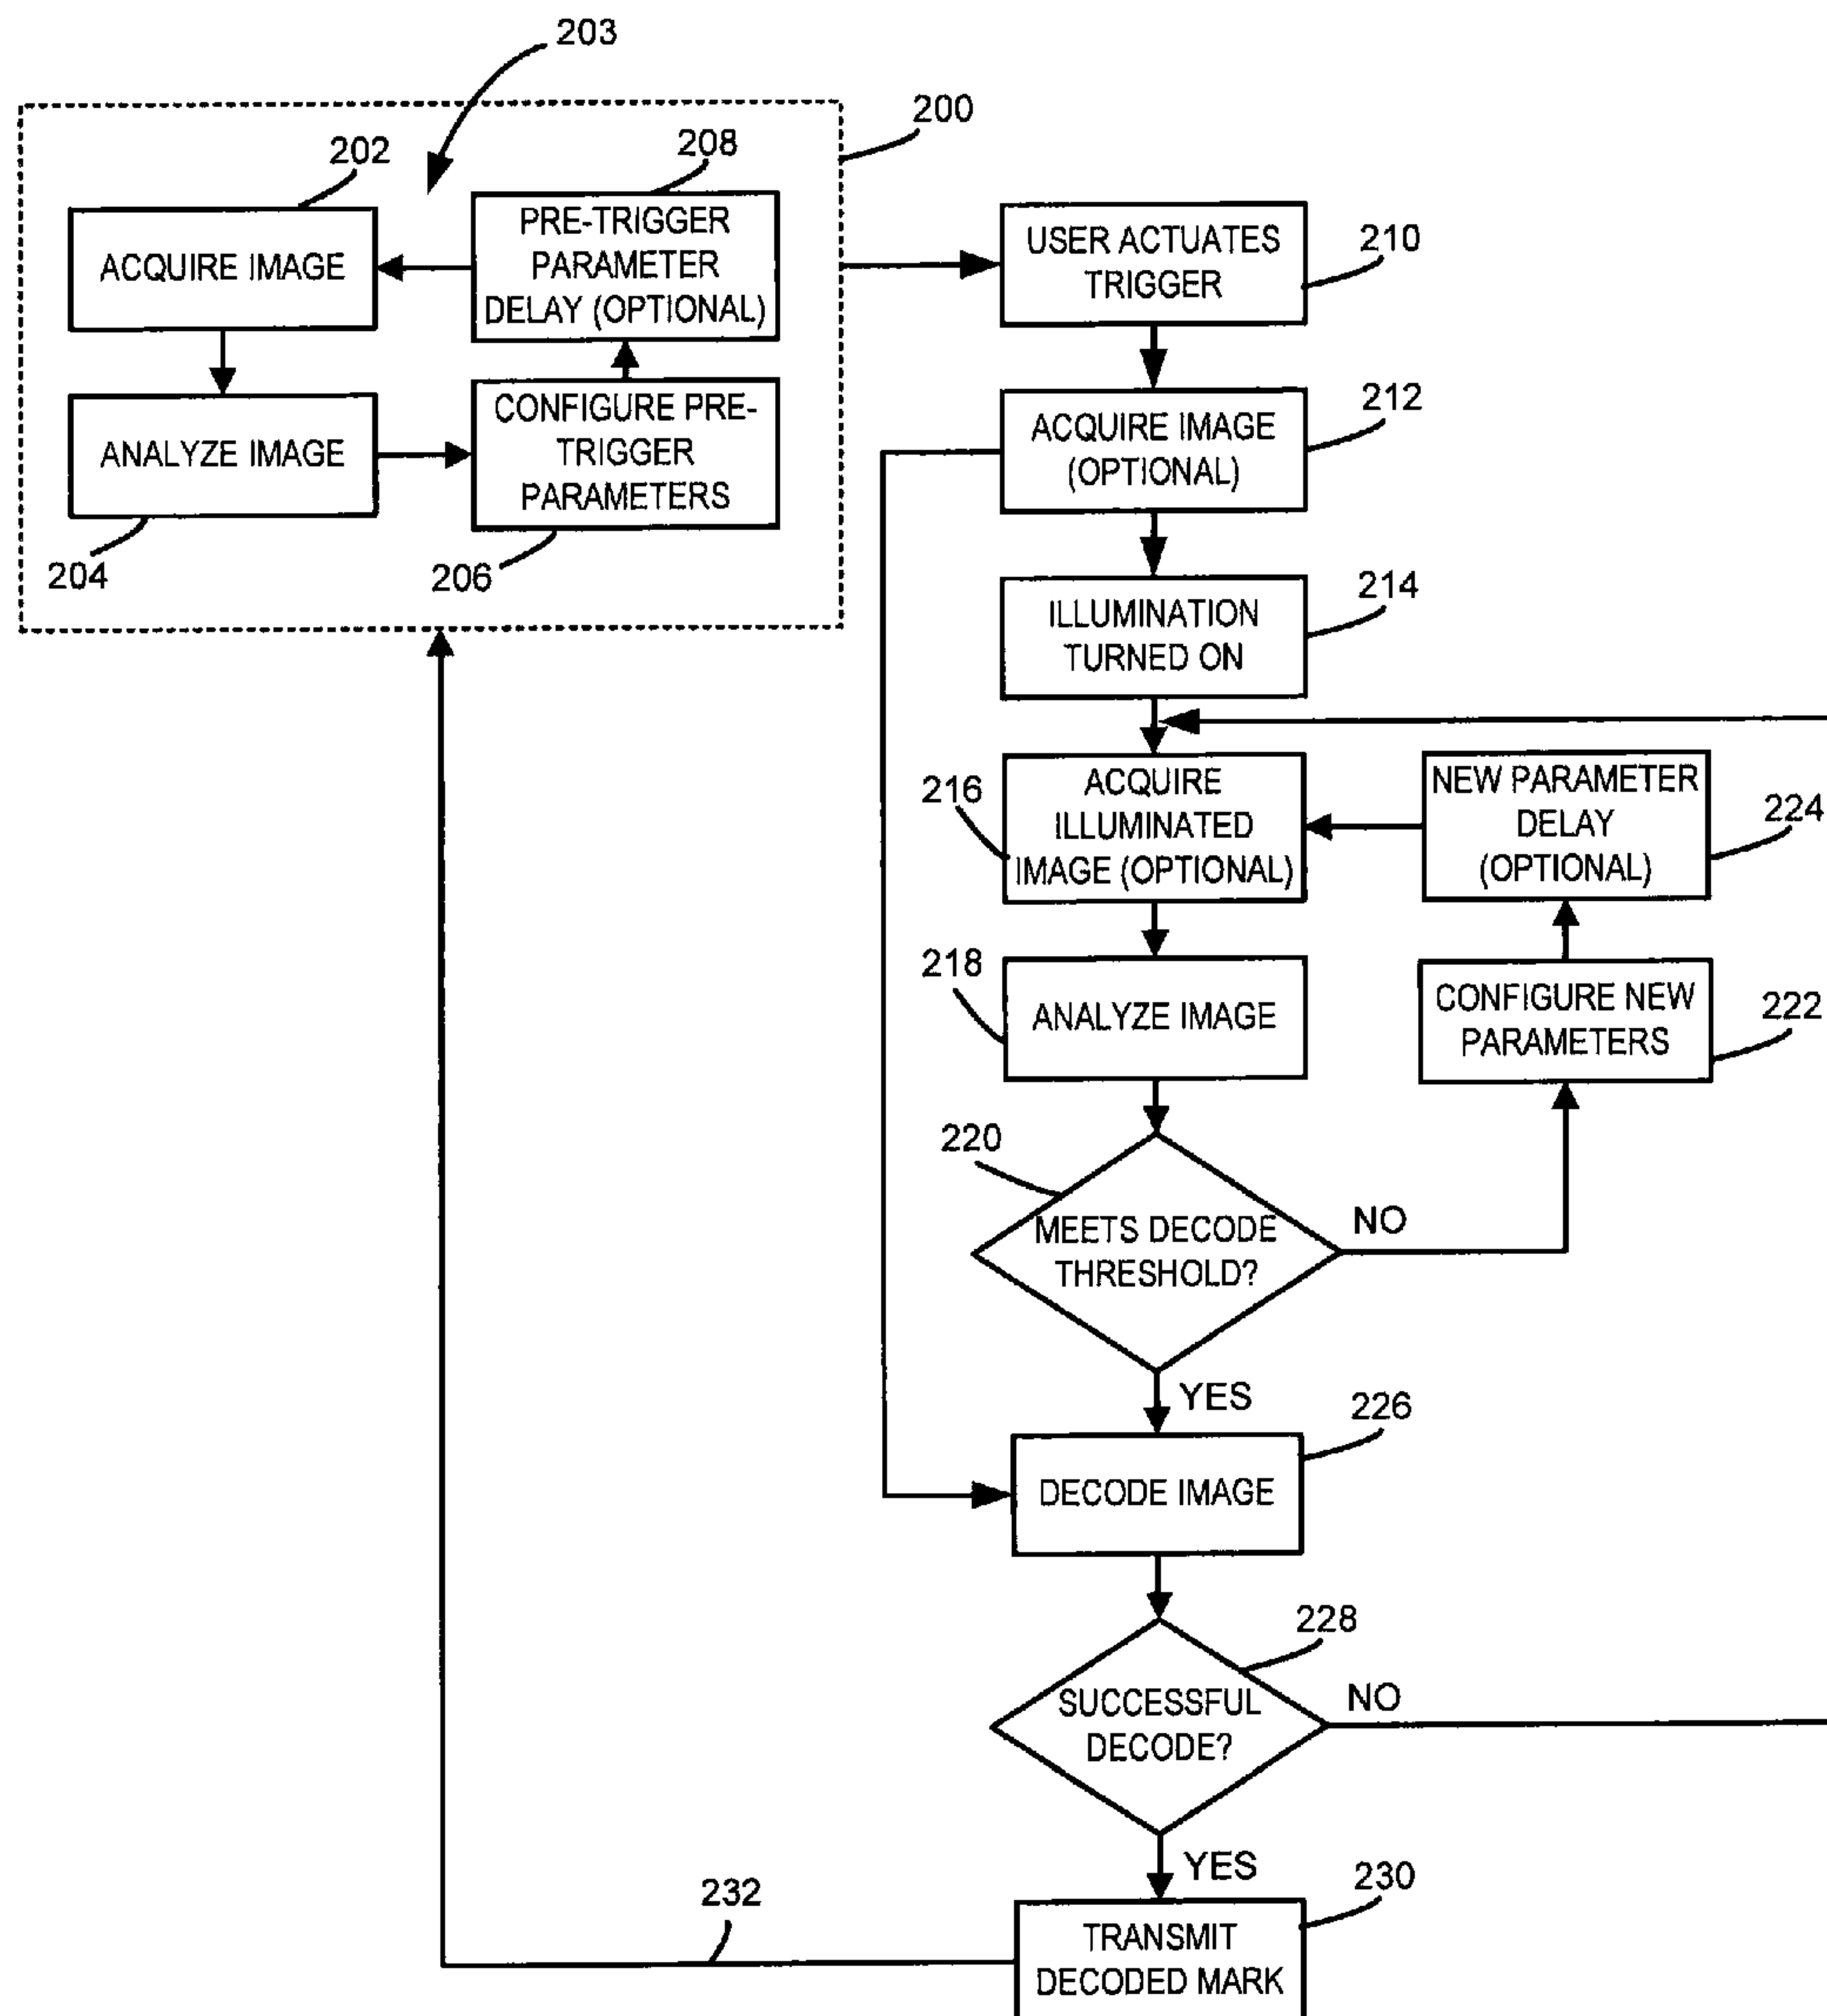 203
200
202
208
ACQUIRE IMAGE
PRE-TRIGGER
PARAMETER
DELAY (OPTIONAL)
ANALYZE IMAGE
CONFIGURE PRE-
TRIGGER
PARAMETERS
204
206
USER ACTUATES
TRIGGER
210
ACQUIRE IMAGE
(OPTIONAL)
212
ILLUMINATION
TURNED ON
214
216
ACQUIRE
ILLUMINATED
IMAGE (OPTIONAL)
NEW PARAMETER
DELAY
(OPTIONAL)
224
218
ANALYZE IMAGE
CONFIGURE NEW
PARAMETERS
222
220
MEETS DECODE
THRESHOLD?
NO
YES
226
DECODE IMAGE
228
SUCCESSFUL
DECODE?
NO
YES
230
232
TRANSMIT
DECODED MARK